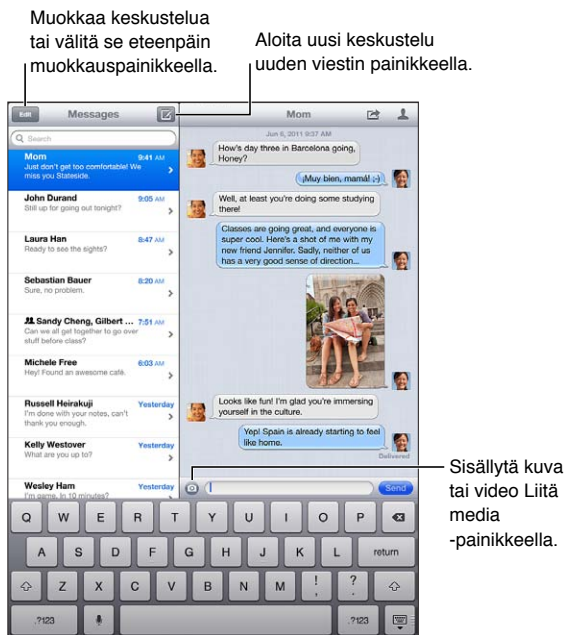 Muokkaa keskustelua
tai välitä se eteenpäin
muokkauspainikkeella.
Aloita uusi keskustelu
uuden viestin painikkeella.
Edit
Messages
Search
Mom
9:41 AM
Just don't get too comfortable! We
miss you Stateside.
John Durand
9:05 AM
Still up for going out tonight?
Laura Han
8:47 AM
Ready to see the sights?
Sebastian Bauer
8:20 AM
Sure, no problem.
Sandy Cheng, Gilbert ...
7:51 AM
Can we all get together to go over
stuff before class?
Michele Free
6:03 AM
Hey! Found an awesome café.
Russell Heirakuji
Yesterday
I'm done with your notes, can't
thank you enough.
Kelly Westover
Yesterday
What are you up to?
Wesley Ham
Yesterday
I'm game. In 10 minutes?
Mom
Jun 6, 2011 9:37 AM
How's day three in Barcelona going,
Honey?
¡Muy bien, mamá! ;-)
Well, at least you're doing some studying
there!
Classes are going great, and everyone is
super cool. Here's a shot of me with my
new friend Jennifer. Sadly, neither of us
has a very good sense of direction...
Looks like fun! I'm glad you're immersing
yourself in the culture.
Yep! Spain is already starting to feel
like home.
Delivered
Send
Sisällytä kuva
tai video Liitä
media
-painikkeella.
Q W E R T Y U I O P
A S D F G H J K L return
Z X C V B N M ! , ? .
.?123 .?123